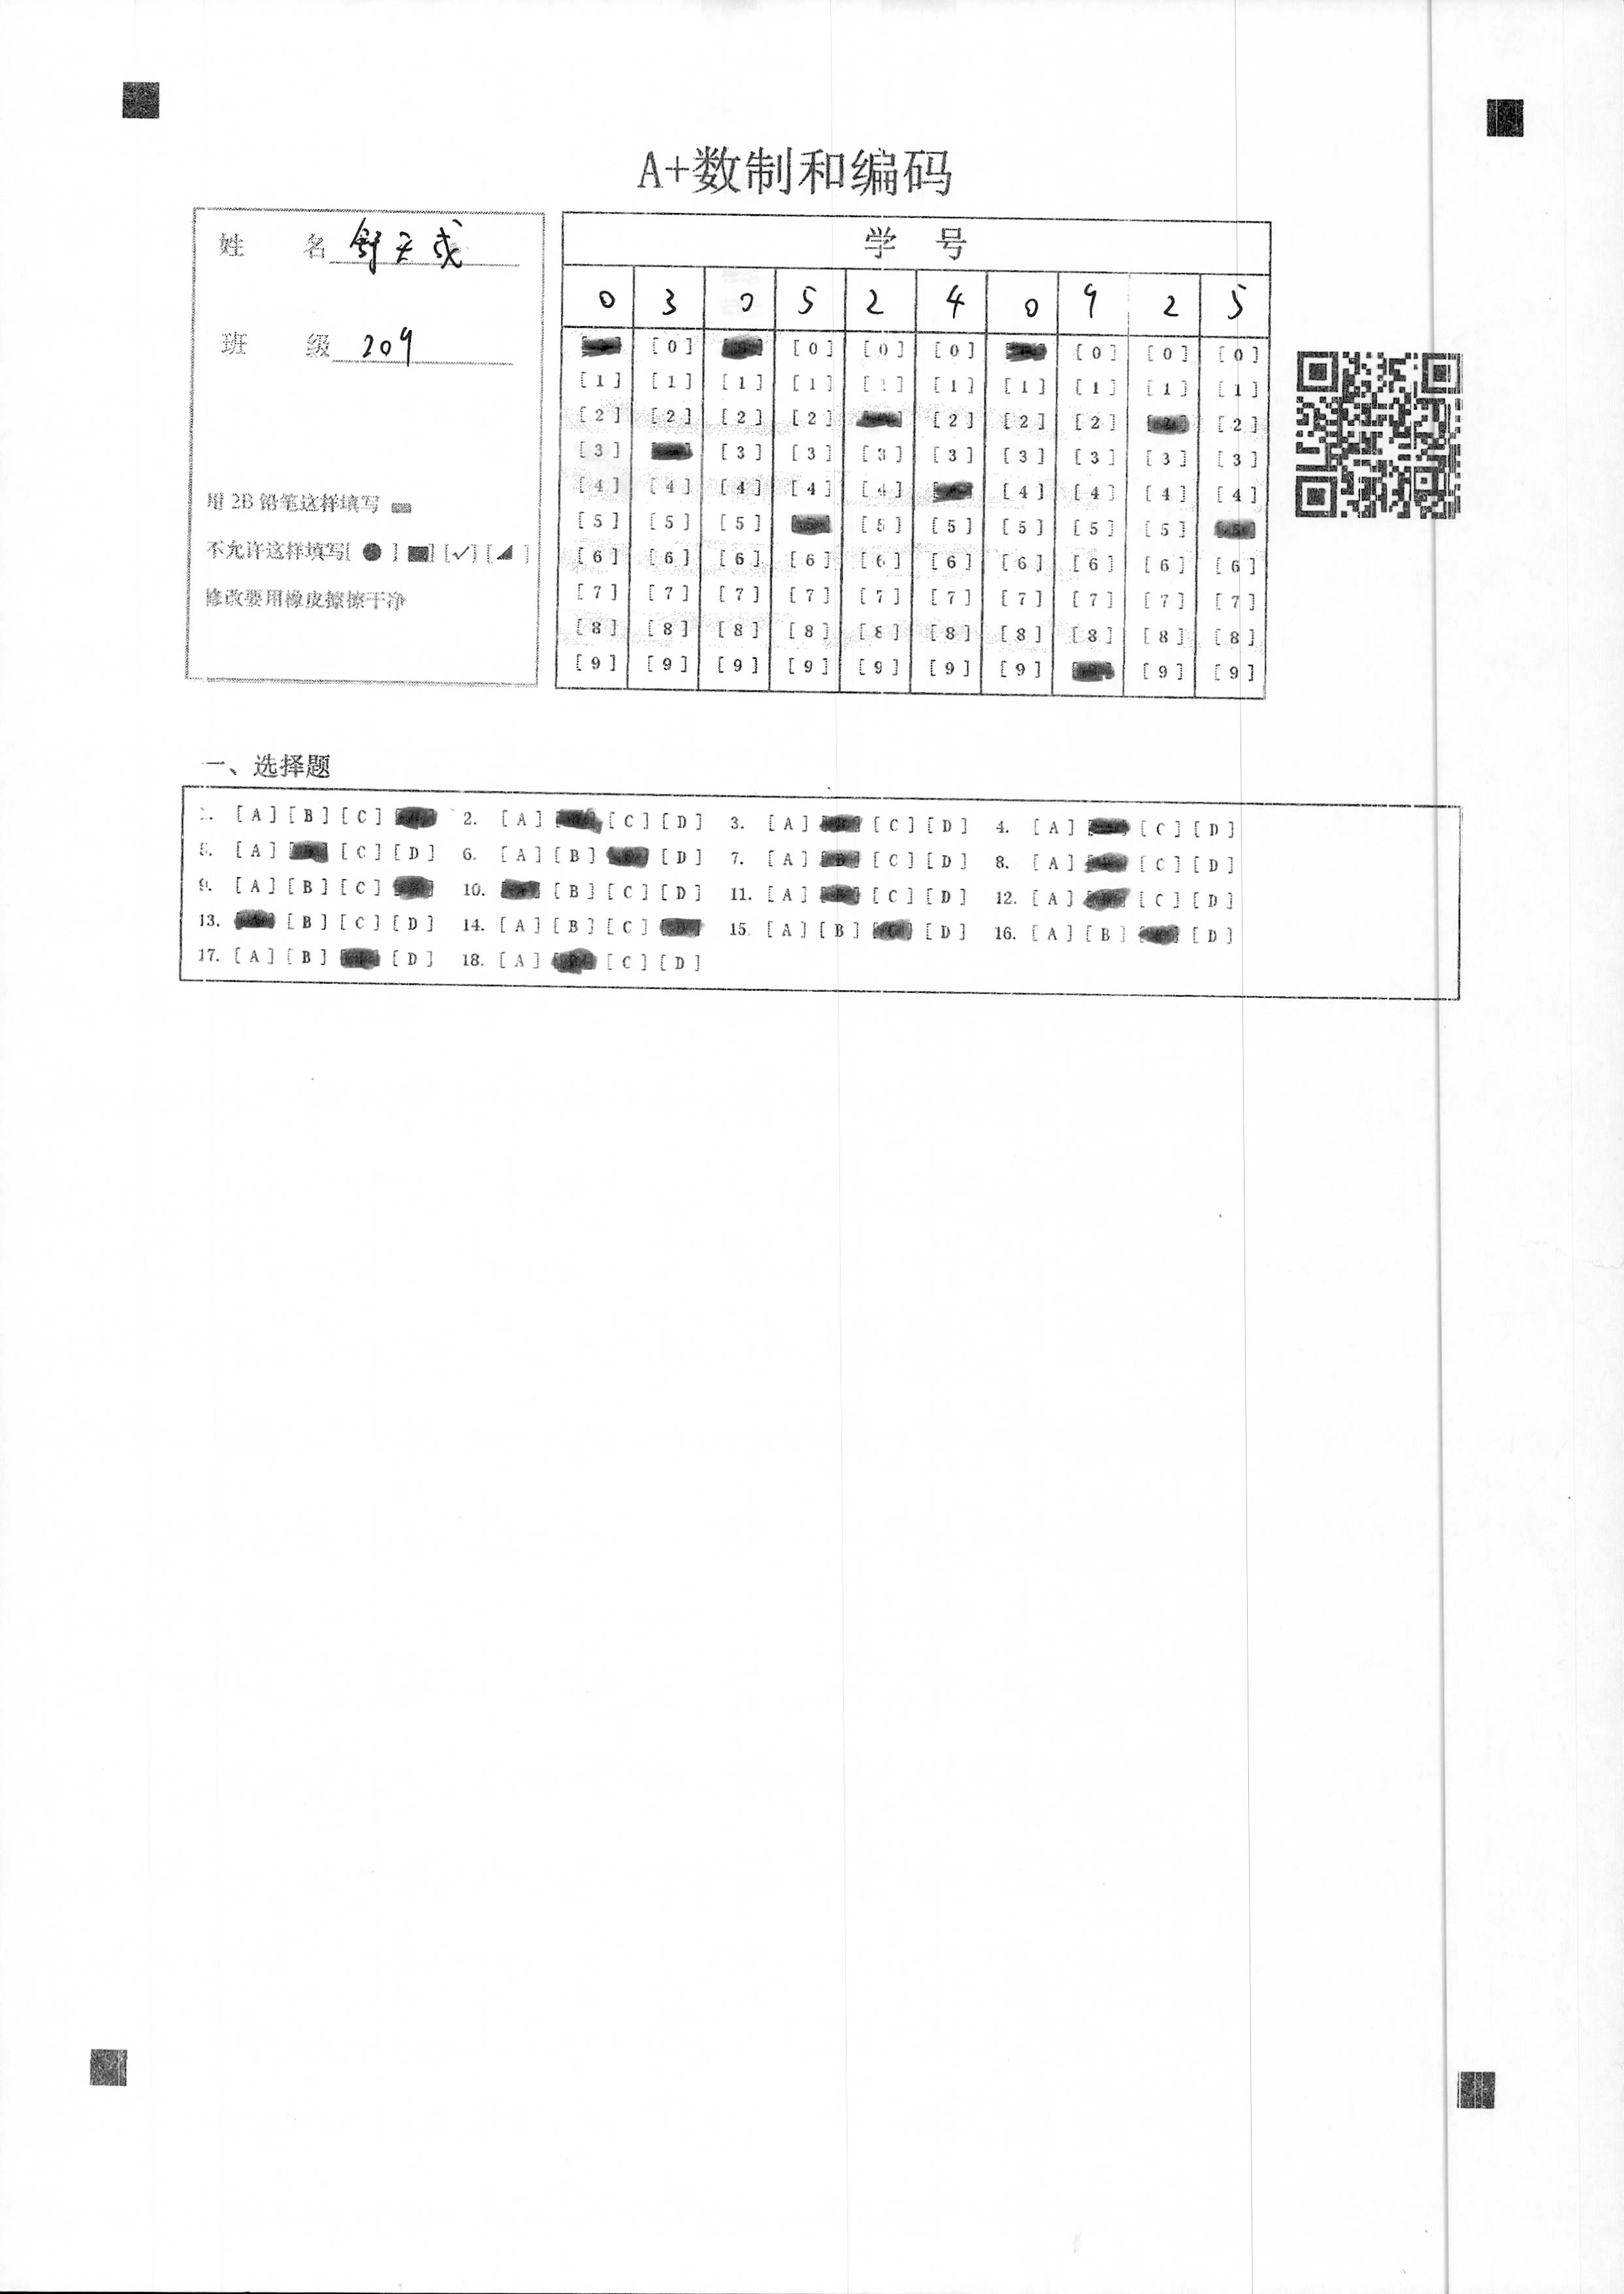 A+数制和编码
姓 名 舒天彧
班 级 209
用 2B 铅笔这样填写
不允许这样填写[ ● ] [■] [✓] [◢ ]
修改要用橡皮擦擦干净
学 号
0 3 0 5 2 4 0 9 2 5
[0] [0] [0] [0] [0] [0] [0]
[1] [1] [1] [1] [1] [1] [1] [1] [1] [1]
[2] [2] [2] [2] [2] [2] [2] [2]
[3] [3] [3] [3] [3] [3] [3] [3] [3]
[4] [4] [4] [4] [4] [4] [4] [4] [4]
[5] [5] [5] [5] [5] [5] [5] [5] [5]
[6] [6] [6] [6] [6] [6] [6] [6] [6] [6]
[7] [7] [7] [7] [7] [7] [7] [7] [7] [7]
[8] [8] [8] [8] [8] [8] [8] [8] [8] [8]
[9] [9] [9] [9] [9] [9] [9] [9] [9]
一、选择题
1. [A] [B] [C] 2. [A] [C] [D] 3. [A] [C] [D] 4. [A] [C] [D]
5. [A] [C] [D] 6. [A] [B] [D] 7. [A] [C] [D] 8. [A] [C] [D]
9. [A] [B] [C] 10. [B] [C] [D] 11. [A] [C] [D] 12. [A] [C] [D]
13. [B] [C] [D] 14. [A] [B] [C] 15. [A] [B] [D] 16. [A] [B] [D]
17. [A] [B] [D] 18. [A] [C] [D]